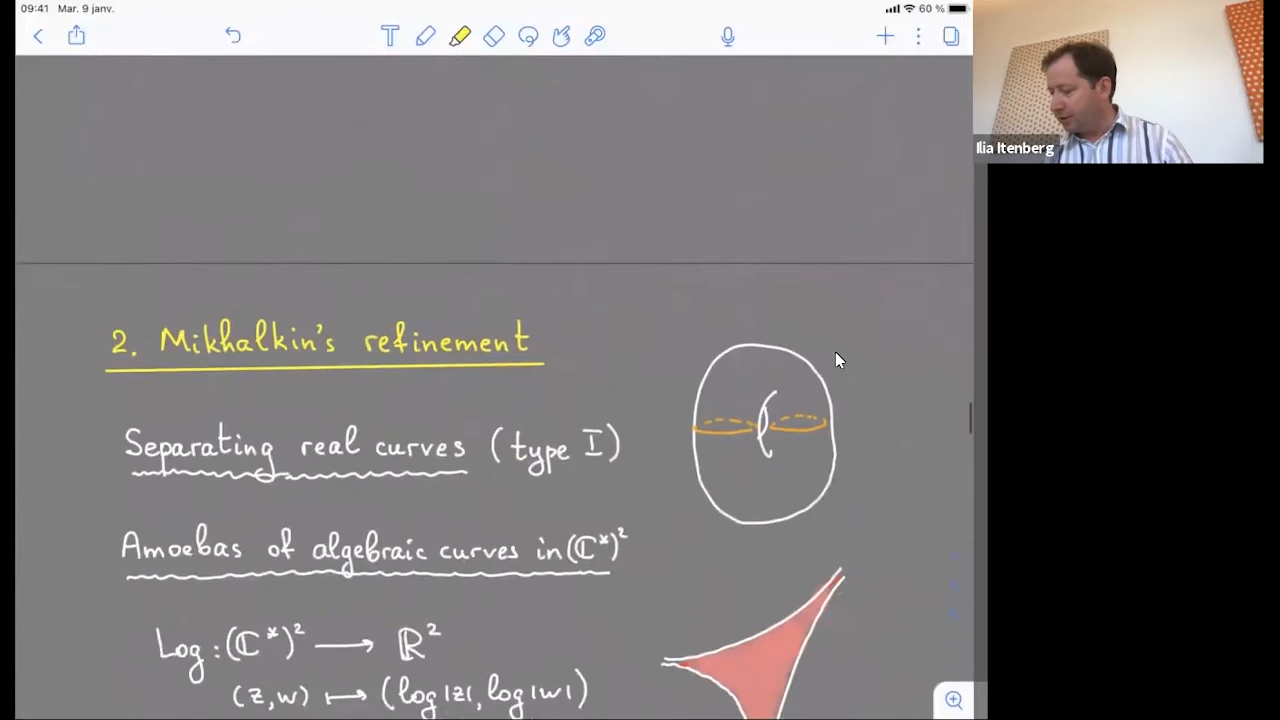 09:41 Mar. 9 janv.
60 %
Ilia Itenberg
2. Mikhalkin's refinement
Separating real curves (type I)
Amoebas of algebraic curves in (ℂ*)²
Log : (ℂ*)² ⟶ ℝ²
(z,w) ⟼ (log|z|, log|w|)